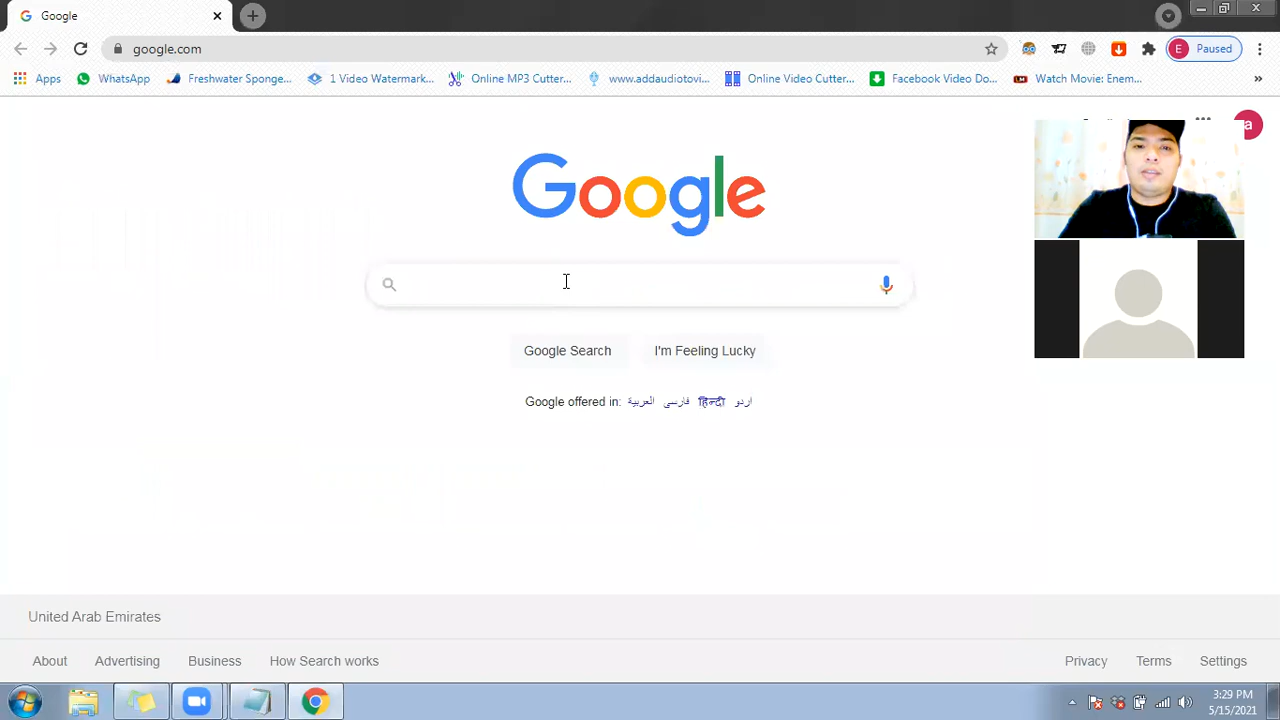 Google
google.com
Paused
E
Apps
WhatsApp
Freshwater Sponge...
1 Video Watermark...
Online MP3 Cutter...
www.addaudiotovi...
Online Video Cutter...
Facebook Video Do...
LM
Watch Movie: Enem...
»
a
Google
Google Search
I'm Feeling Lucky
Google offered in: العربية فارسی हिन्दी اردو
United Arab Emirates
About
Advertising
Business
How Search works
Privacy
Terms
Settings
3:29 PM
5/15/2021